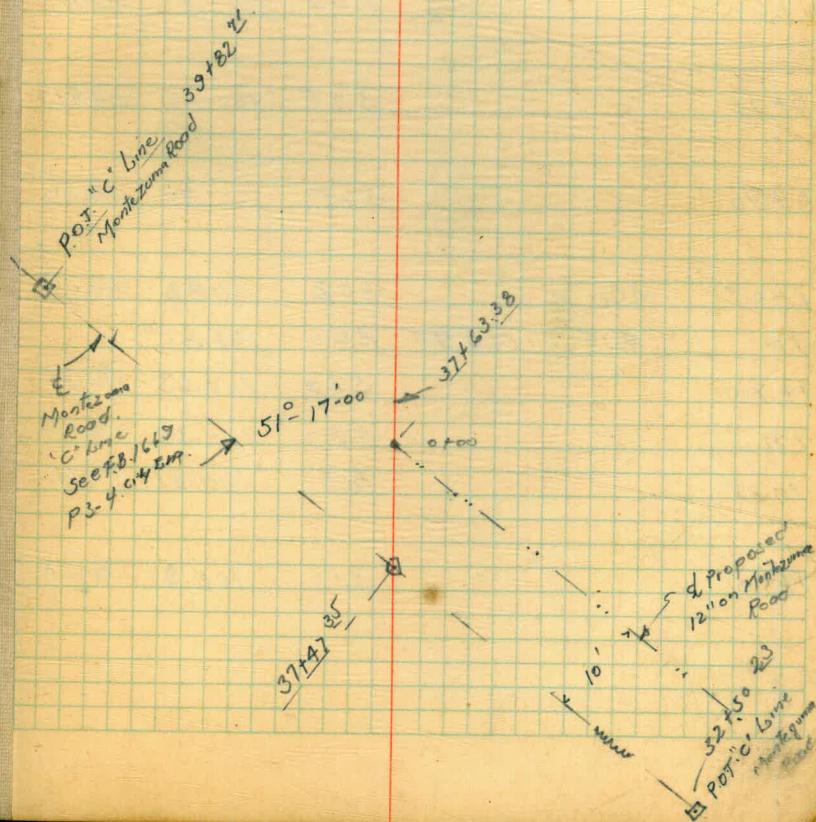 39+82 71
P.O.T. "C" Line
Montezuma Road
37+63.38
51°-17'-00
0+00
℄
Montezuma
Road.
"C" Line
See F.B. 1669
P3-4. City Eng.
37+47 35
℄ Proposed
12" on Montezuma
Road
10'
32+50 23
P.O.T. "C" Line
Montezuma
Road